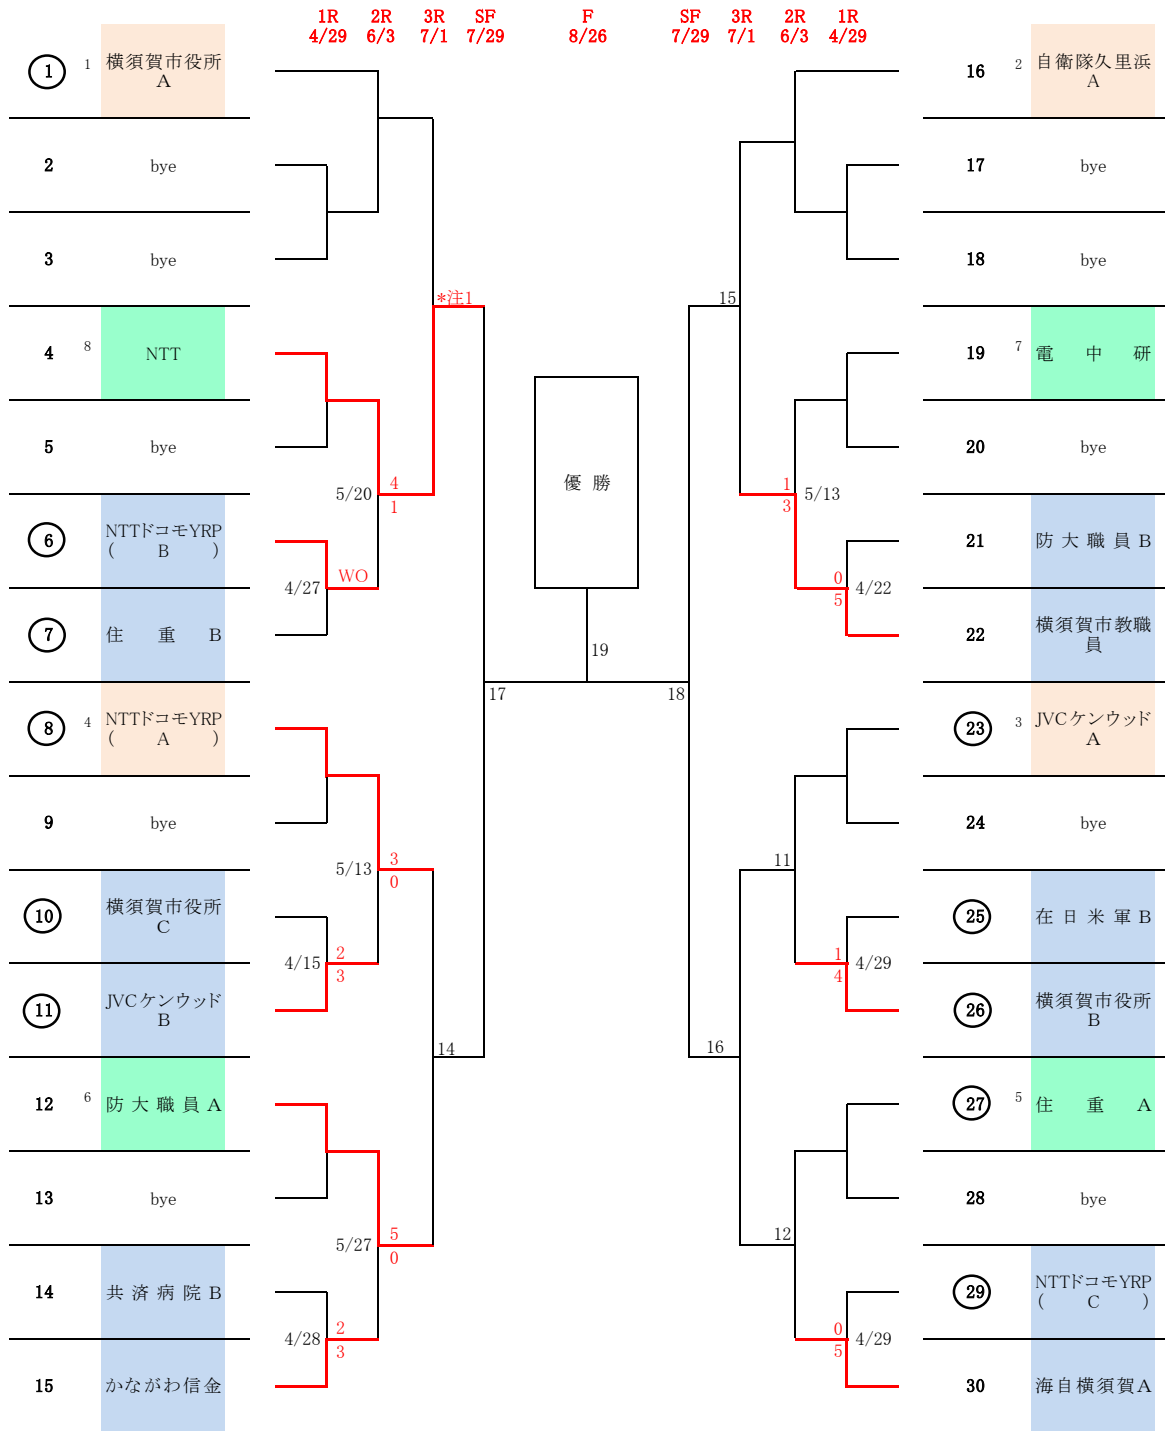 1R 2R 3R SF F SF 3R 2R 1R
4/29 6/3 7/1 7/29 8/26 7/29 7/1 6/3 4/29
1 1 横須賀市役所
A
2 bye
3 bye
*注1
4 8 NTT
5 bye
5/20 4
1
6 NTTドコモYRP
( B )
4/27 WO
7 住 重 B
8 4 NTTドコモYRP
( A )
9 bye
5/13 3
0
10 横須賀市役所
C
4/15 2
3
11 JVCケンウッド
B
14
12 6 防 大 職 員 A
13 bye
5/27 5
0
14 共 済 病 院 B
4/28 2
3
15 かながわ信金
優 勝
19
17
18
16 2 自衛隊久里浜
A
17 bye
18 bye
15
19 7 電 中 研
20 bye
1 5/13
3
21 防 大 職 員 B
0 4/22
5
22 横須賀市教職
員
23 3 JVCケンウッド
A
24 bye
11
25 在 日 米 軍 B
1 4/29
4
26 横須賀市役所
B
16
27 5 住 重 A
28 bye
12
29 NTTドコモYRP
( C )
0 4/29
5
30 海自横須賀A